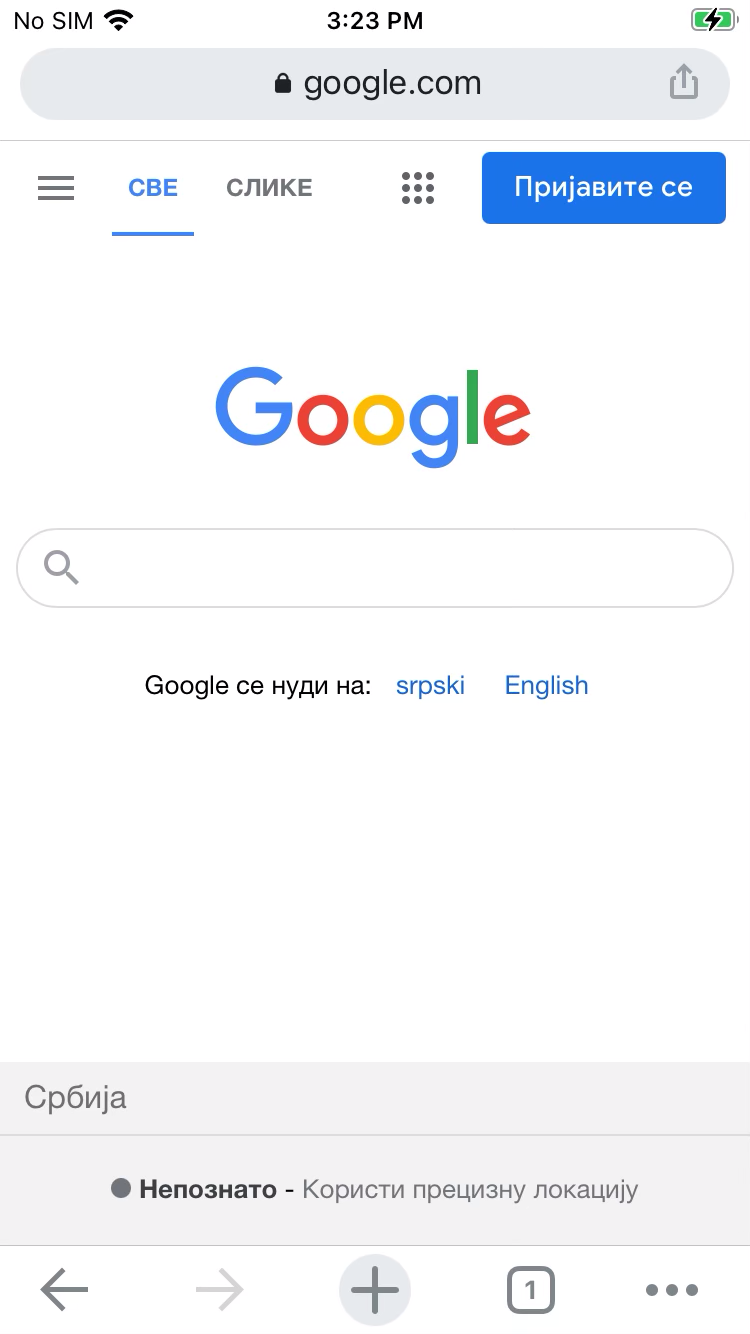 No SIM 3:23 PM
google.com
СВЕ СЛИКЕ Пријавите се
Google
Google се нуди на: srpski English
Србија
Непознато - Користи прецизну локацију
1